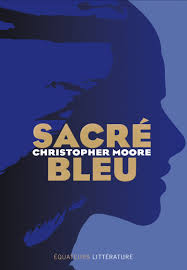 SACRÉ
CHRISTOPHER MOORE
BLEU
ÉQUATEURS LITTÉRATURE